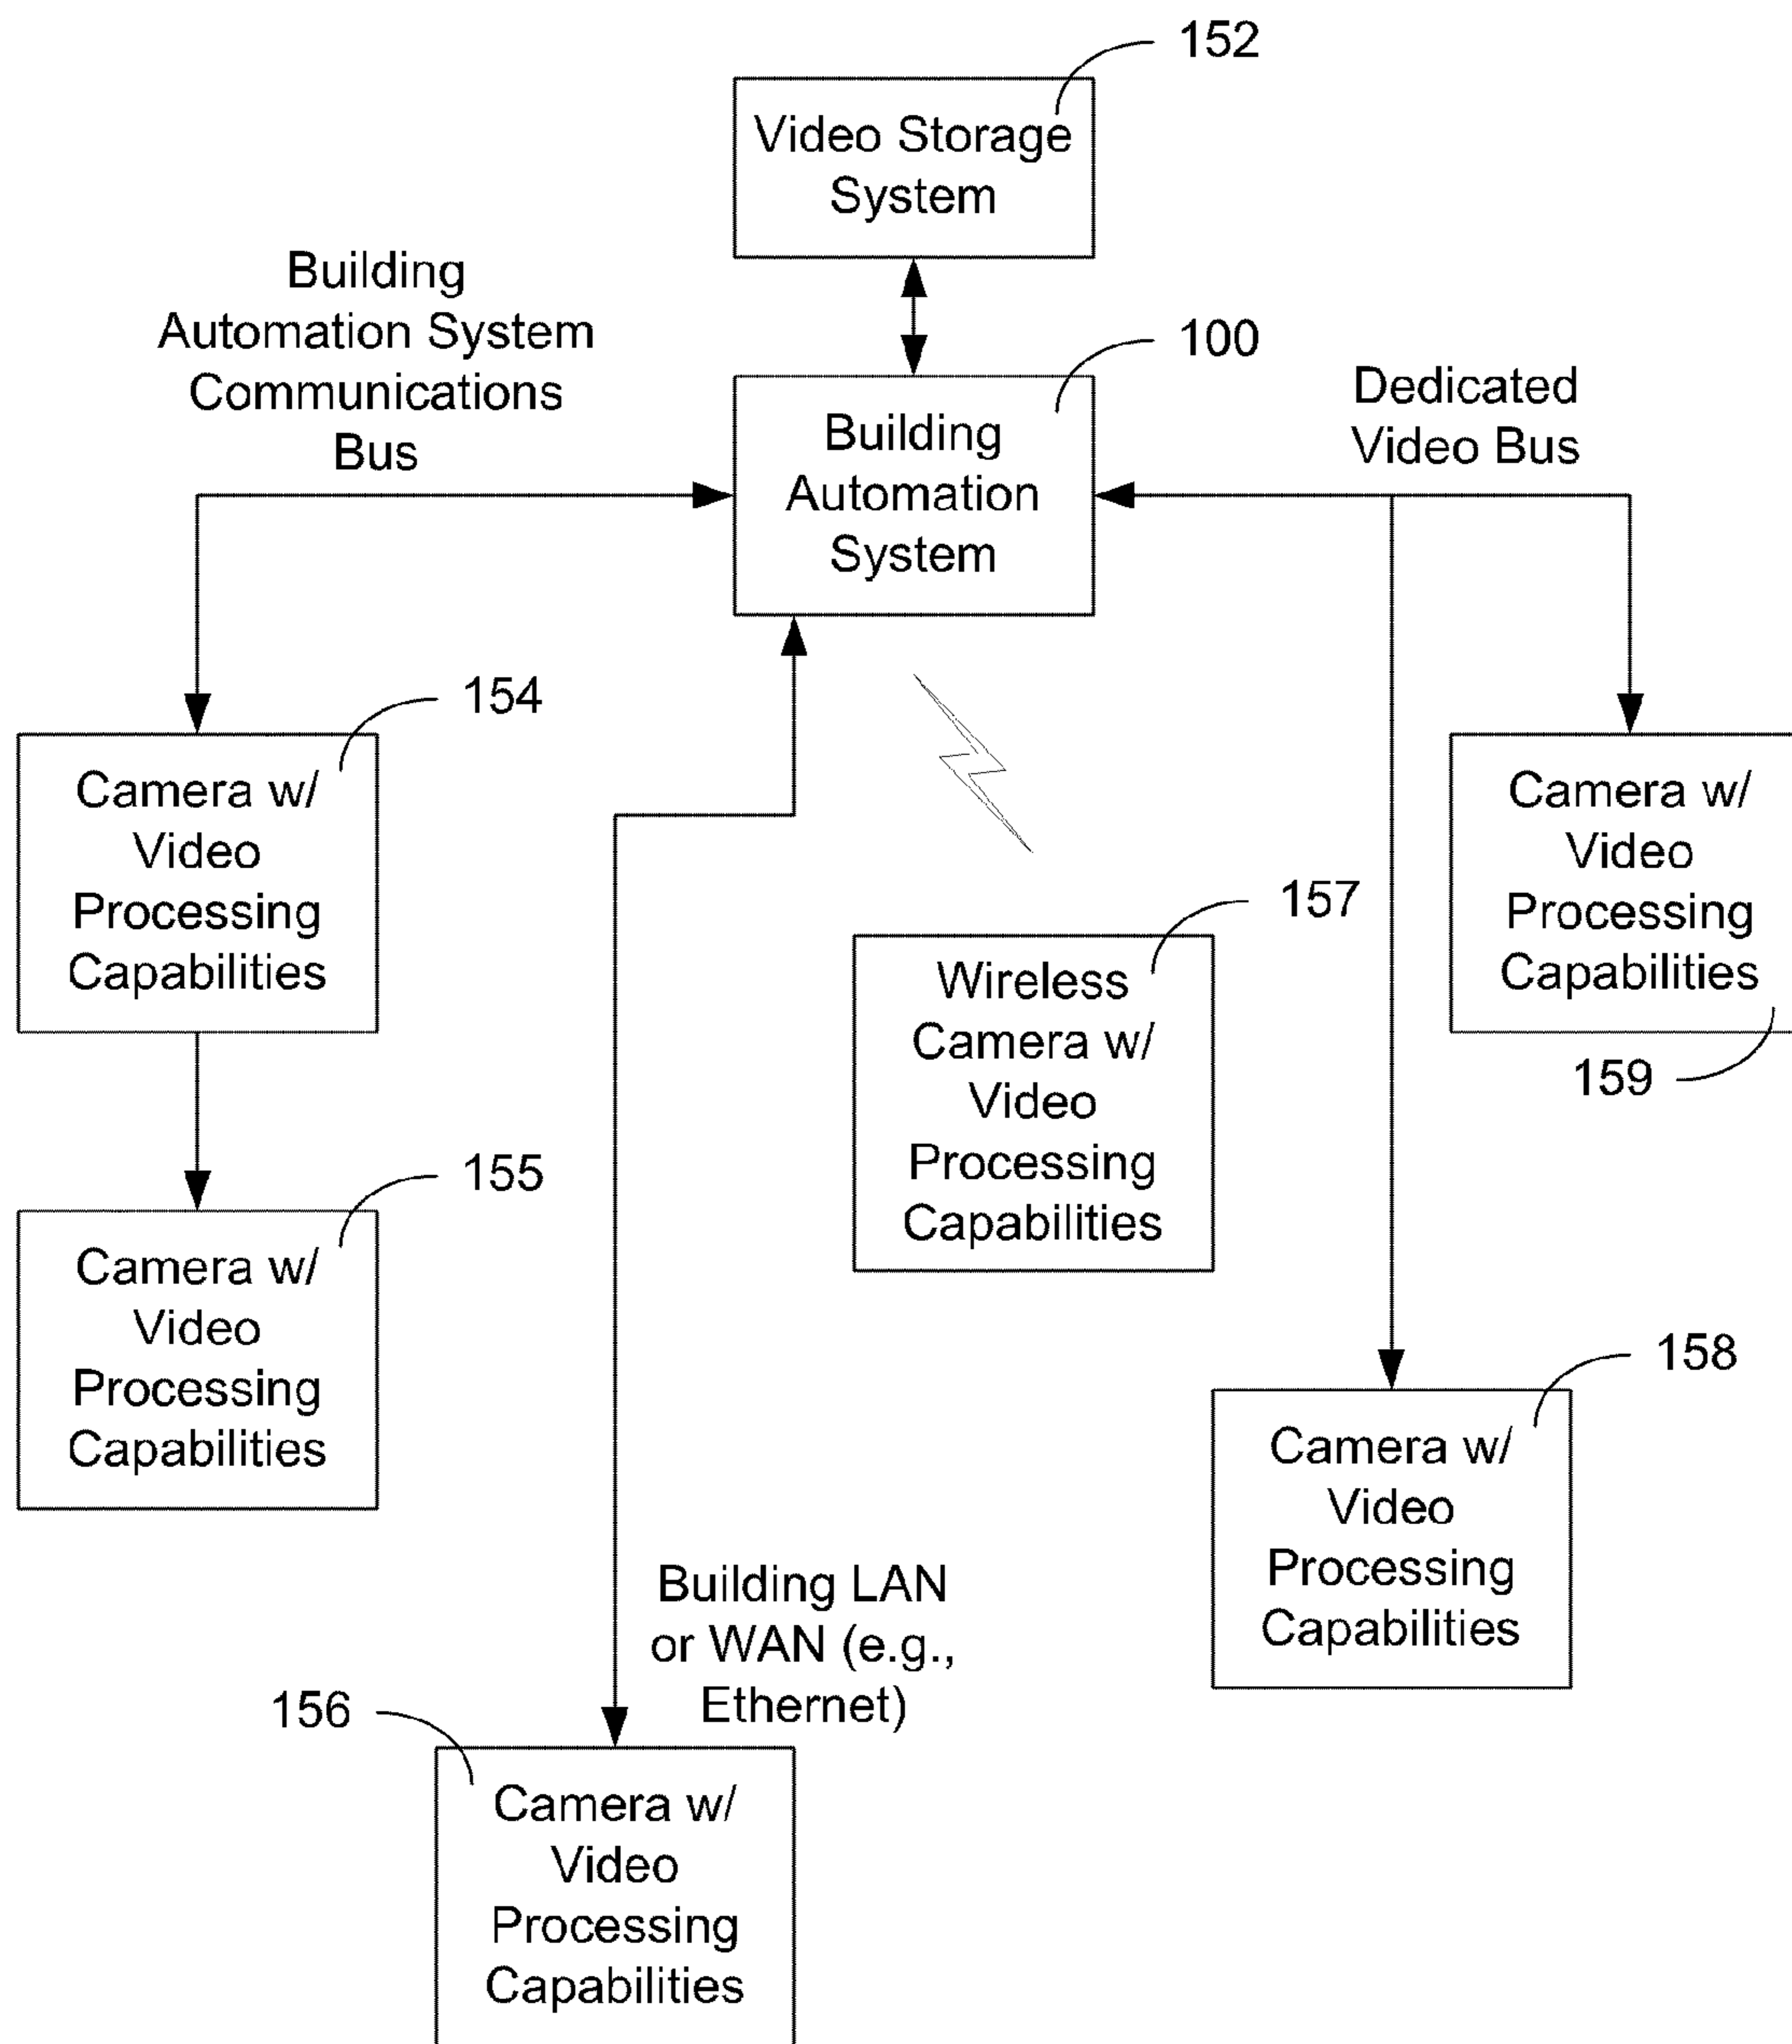 152
Video Storage
System
Building
Automation System
Communications
Bus
100
Building
Automation
System
Dedicated
Video Bus
154
Camera w/
Video
Processing
Capabilities
155
Camera w/
Video
Processing
Capabilities
157
Wireless
Camera w/
Video
Processing
Capabilities
Camera w/
Video
Processing
Capabilities
159
158
Camera w/
Video
Processing
Capabilities
Building LAN
or WAN (e.g.,
Ethernet)
156
Camera w/
Video
Processing
Capabilities